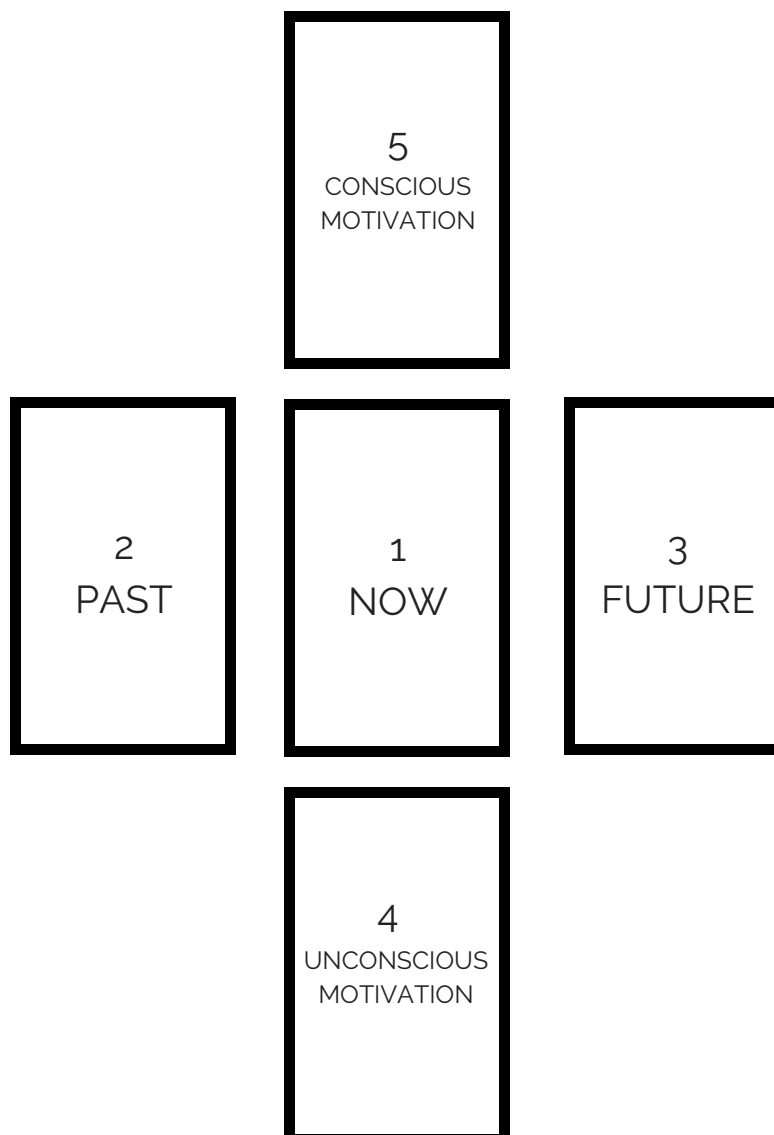 5
CONSCIOUS
MOTIVATION
2
PAST
1
NOW
3
FUTURE
4
UNCONSCIOUS
MOTIVATION